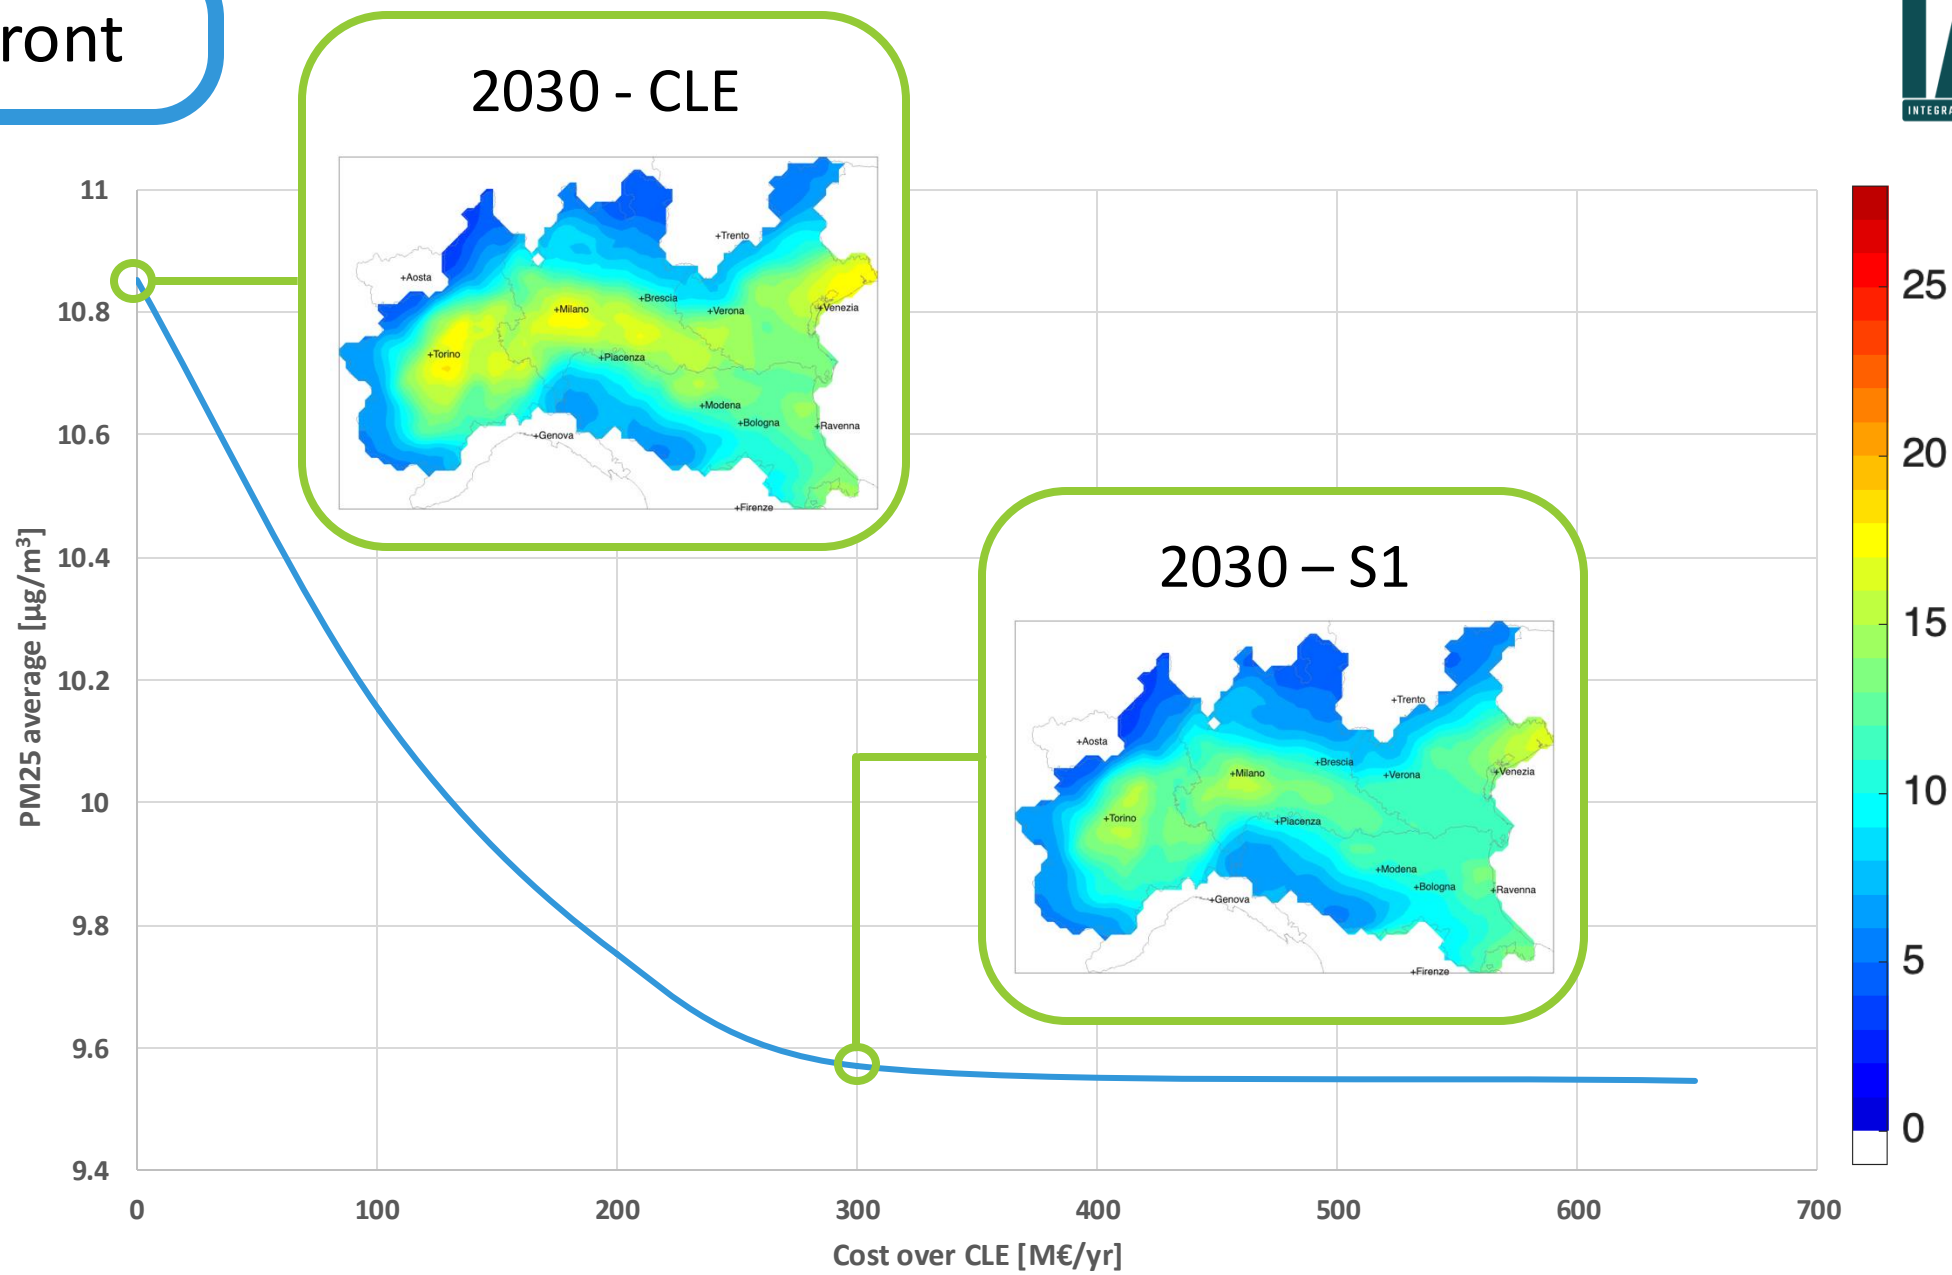 ront
2030 - CLE
INTEGRA
11
10.8
10.6
10.4
10.2
10
9.8
9.6
9.4
PM25 average [µg/m³]
0
100
200
300
400
500
600
700
Cost over CLE [M€/yr]
+Trento
+Aosta
+Brescia
+Milano
+Verona
+Venezia
+Torino
+Piacenza
+Modena
+Bologna
+Ravenna
+Genova
+Firenze
2030 – S1
+Trento
+Aosta
+Brescia
+Milano
+Verona
+Venezia
+Torino
+Piacenza
+Modena
+Bologna
+Ravenna
+Genova
+Firenze
25
20
15
10
5
0